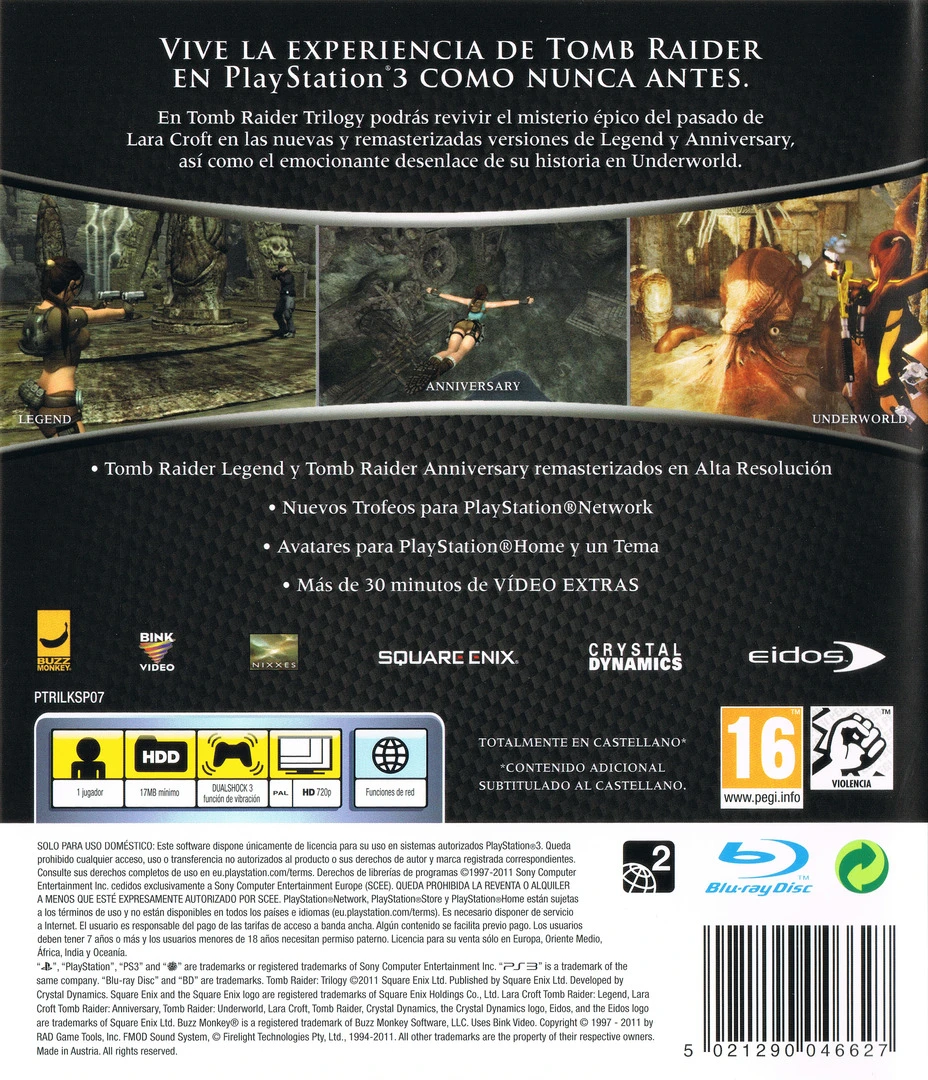 VIVE LA EXPERIENCIA DE TOMB RAIDER
EN PlayStation®3 COMO NUNCA ANTES.
En Tomb Raider Trilogy podrás revivir el misterio épico del pasado de
Lara Croft en las nuevas y remasterizadas versiones de Legend y Anniversary,
así como el emocionante desenlace de su historia en Underworld.
LEGEND
ANNIVERSARY
UNDERWORLD
• Tomb Raider Legend y Tomb Raider Anniversary remasterizados en Alta Resolución
• Nuevos Trofeos para PlayStation®Network
• Avatares para PlayStation®Home y un Tema
• Más de 30 minutos de VÍDEO EXTRAS
BUZZ
MONKEY.
BINK
VIDEO
NIXXES
SQUARE ENIX.
CRYSTAL
DYNAMICS
eidos
PTRILKSP07
HDD
1 jugador
17MB mínimo
DUALSHOCK 3
función de vibración
PAL
HD 720p
Funciones de red
TOTALMENTE EN CASTELLANO*
*CONTENIDO ADICIONAL
SUBTITULADO AL CASTELLANO.
16
™
www.pegi.info
™
VIOLENCIA
SOLO PARA USO DOMÉSTICO: Este software dispone únicamente de licencia para su uso en sistemas autorizados PlayStation®3. Queda
prohibido cualquier acceso, uso o transferencia no autorizados al producto o sus derechos de autor y marca registrada correspondientes.
Consulte sus derechos completos de uso en eu.playstation.com/terms. Derechos de librerías de programas ©1997-2011 Sony Computer
Entertainment Inc. cedidos exclusivamente a Sony Computer Entertainment Europe (SCEE). QUEDA PROHIBIDA LA REVENTA O ALQUILER
A MENOS QUE ESTÉ EXPRESAMENTE AUTORIZADO POR SCEE. PlayStation®Network, PlayStation®Store y PlayStation®Home están sujetas
a los términos de uso y no están disponibles en todos los países e idiomas (eu.playstation.com/terms). Es necesario disponer de servicio
a Internet. El usuario es responsable del pago de las tarifas de acceso a banda ancha. Algún contenido se facilita previo pago. Los usuarios
deben tener 7 años o más y los usuarios menores de 18 años necesitan permiso paterno. Licencia para su venta sólo en Europa, Oriente Medio,
África, India y Oceanía.
“ ”, “PlayStation”, “PS3” and “ ” are trademarks or registered trademarks of Sony Computer Entertainment Inc. “PS3” is a trademark of the
same company. “Blu-ray Disc” and “BD” are trademarks. Tomb Raider: Trilogy ©2011 Square Enix Ltd. Published by Square Enix Ltd. Developed by
Crystal Dynamics. Square Enix and the Square Enix logo are registered trademarks of Square Enix Holdings Co., Ltd. Lara Croft Tomb Raider: Legend, Lara
Croft Tomb Raider: Anniversary, Tomb Raider: Underworld, Lara Croft, Tomb Raider, Crystal Dynamics, the Crystal Dynamics logo, Eidos, and the Eidos logo
are trademarks of Square Enix Ltd. Buzz Monkey® is a registered trademark of Buzz Monkey Software, LLC. Uses Bink Video. Copyright © 1997 - 2011 by
RAD Game Tools, Inc. FMOD Sound System, © Firelight Technologies Pty, Ltd., 1994-2011. All other trademarks are the property of their respective owners.
Made in Austria. All rights reserved.
2
Blu-ray Disc™
5 021290 046627